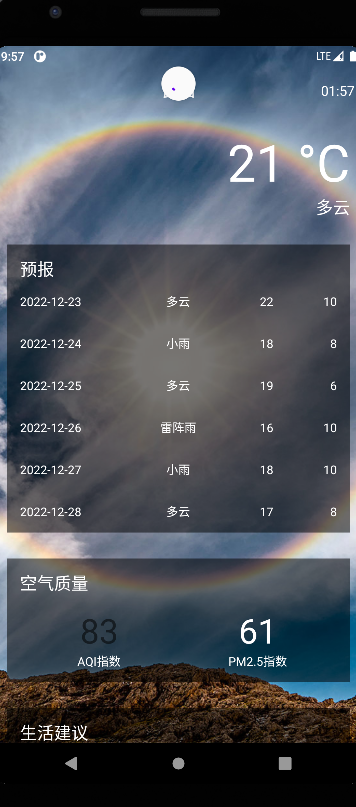 9:57 LTE
01:57
21 °C
多云
预报
2022-12-23 多云 22 10
2022-12-24 小雨 18 8
2022-12-25 多云 19 6
2022-12-26 雷阵雨 16 10
2022-12-27 小雨 18 10
2022-12-28 多云 17 8
空气质量
83 61
AQI指数 PM2.5指数
生活建议